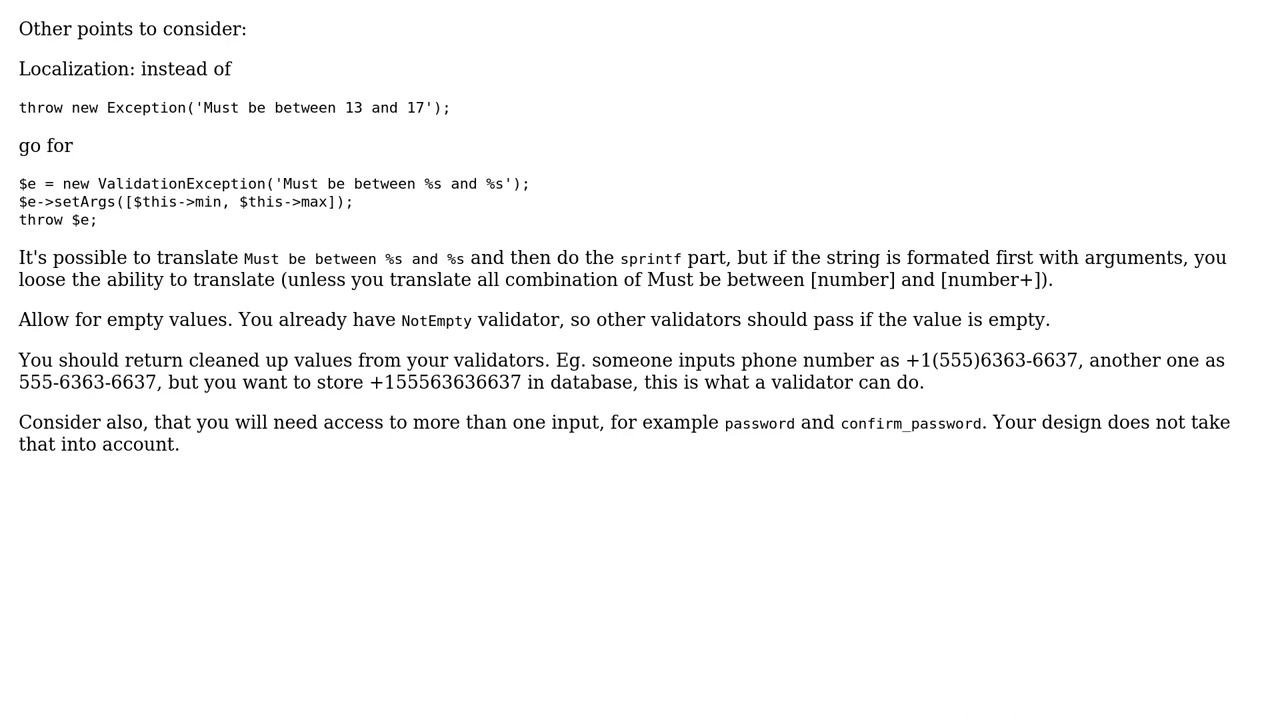 Other points to consider:
Localization: instead of
throw new Exception('Must be between 13 and 17');
go for
$e = new ValidationException('Must be between %s and %s');
$e->setArgs([$this->min, $this->max]);
throw $e;
It's possible to translate Must be between %s and %s and then do the sprintf part, but if the string is formated first with arguments, you
loose the ability to translate (unless you translate all combination of Must be between [number] and [number+]).
Allow for empty values. You already have NotEmpty validator, so other validators should pass if the value is empty.
You should return cleaned up values from your validators. Eg. someone inputs phone number as +1(555)6363-6637, another one as
555-6363-6637, but you want to store +155563636637 in database, this is what a validator can do.
Consider also, that you will need access to more than one input, for example password and confirm_password. Your design does not take
that into account.